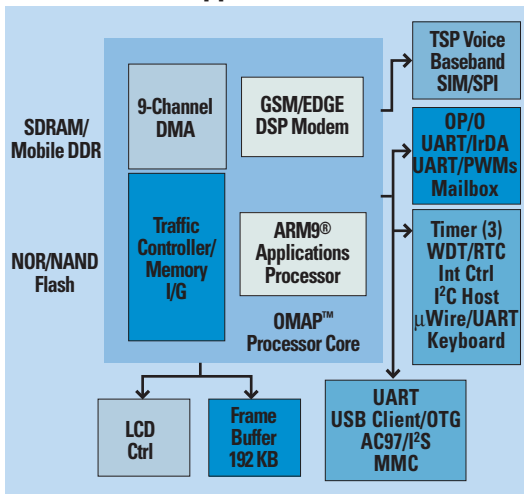 SDRAM/
Mobile DDR
NOR/NAND
Flash
9-Channel
DMA
GSM/EDGE
DSP Modem
Traffic
Controller/
Memory
I/G
ARM9®
Applications
Processor
OMAP™
Processor Core
TSP Voice
Baseband
SIM/SPI
OP/O
UART/IrDA
UART/PWMs
Mailbox
Timer (3)
WDT/RTC
Int Ctrl
I²C Host
µWire/UART
Keyboard
LCD
Ctrl
Frame
Buffer
192 KB
UART
USB Client/OTG
AC97/I²S
MMC